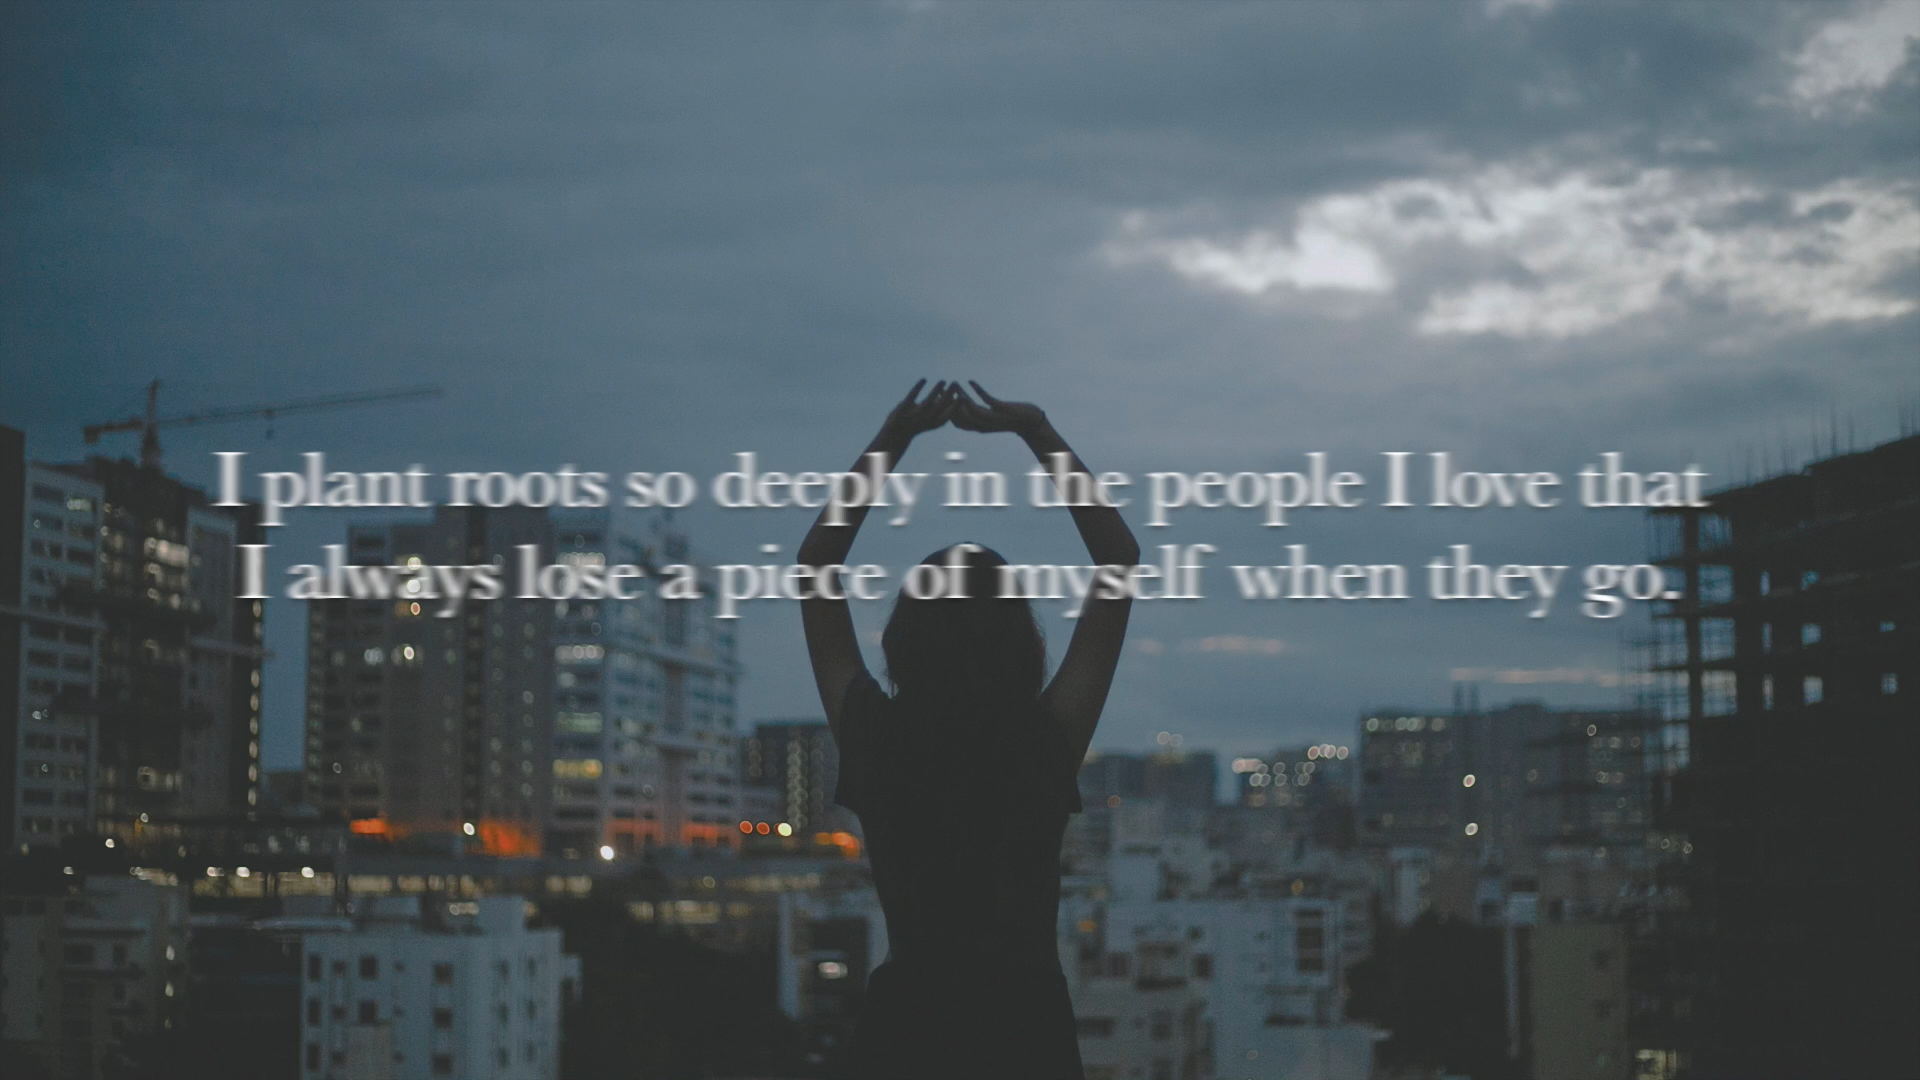 I plant roots so deeply in the people I love that
I always lose a piece of myself when they go.